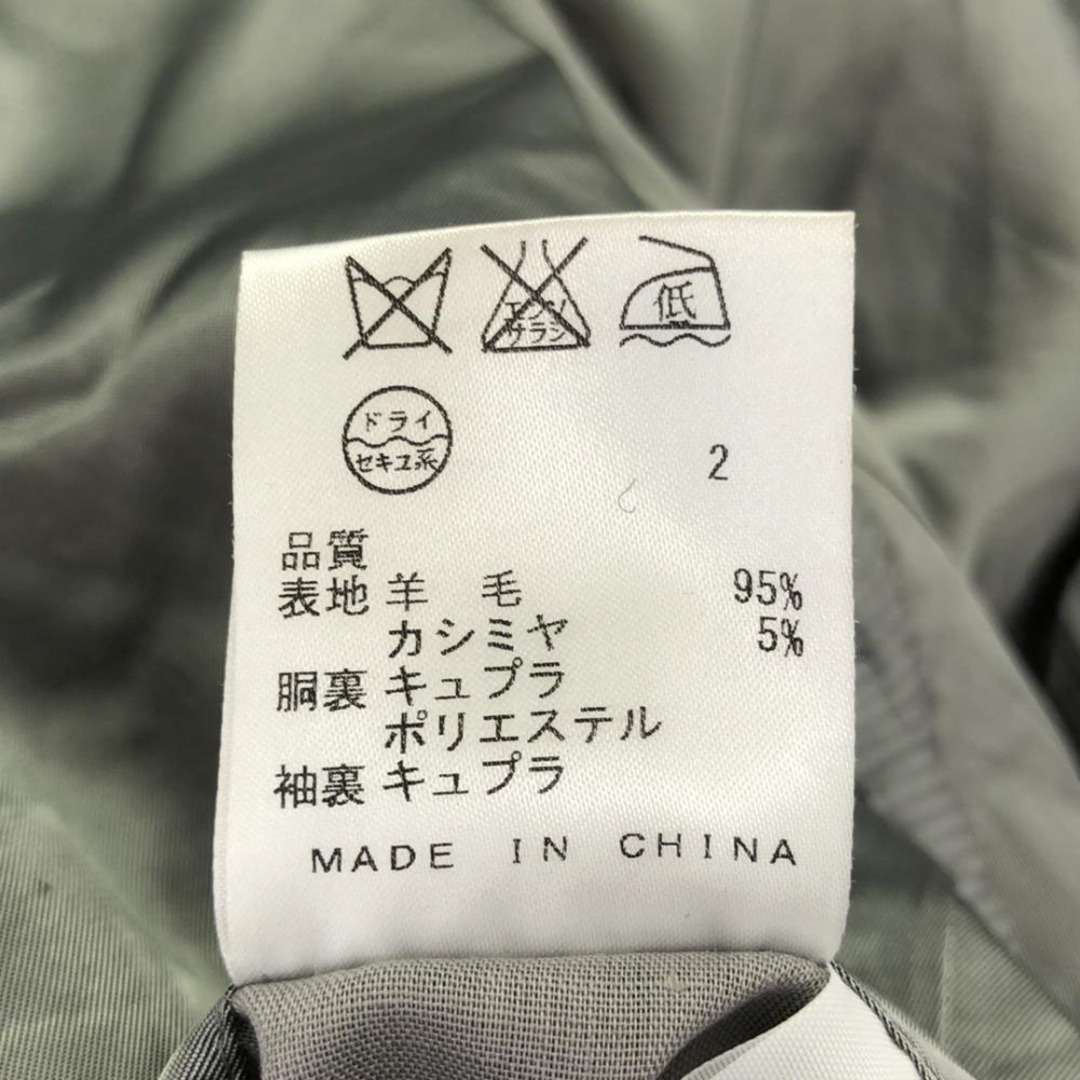 エンソ
サラシ
低
ドライ
セキユ系
2
品質
表地 羊 毛 95%
カシミヤ 5%
胴裏 キュプラ
ポリエステル
袖裏 キュプラ
MADE IN CHINA